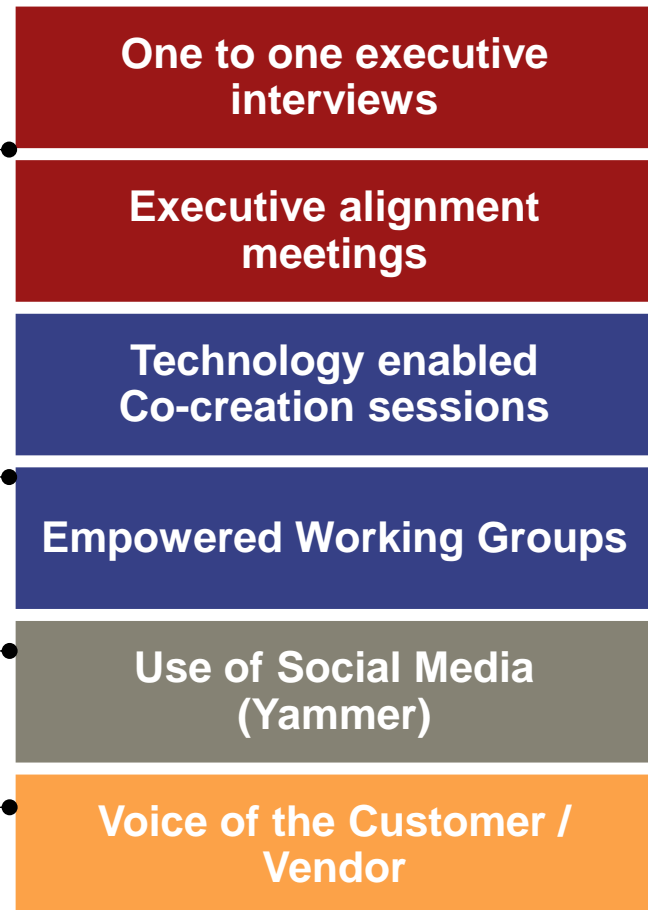 One to one executive
interviews
Executive alignment
meetings
Technology enabled
Co-creation sessions
Empowered Working Groups
Use of Social Media
(Yammer)
Voice of the Customer /
Vendor